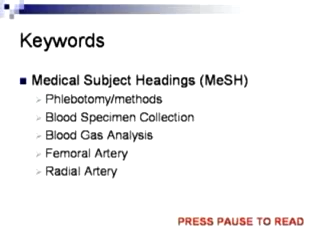 Keywords
Medical Subject Headings (MeSH)
Phlebotomy/methods
Blood Specimen Collection
Blood Gas Analysis
Femoral Artery
Radial Artery
PRESS PAUSE TO READ